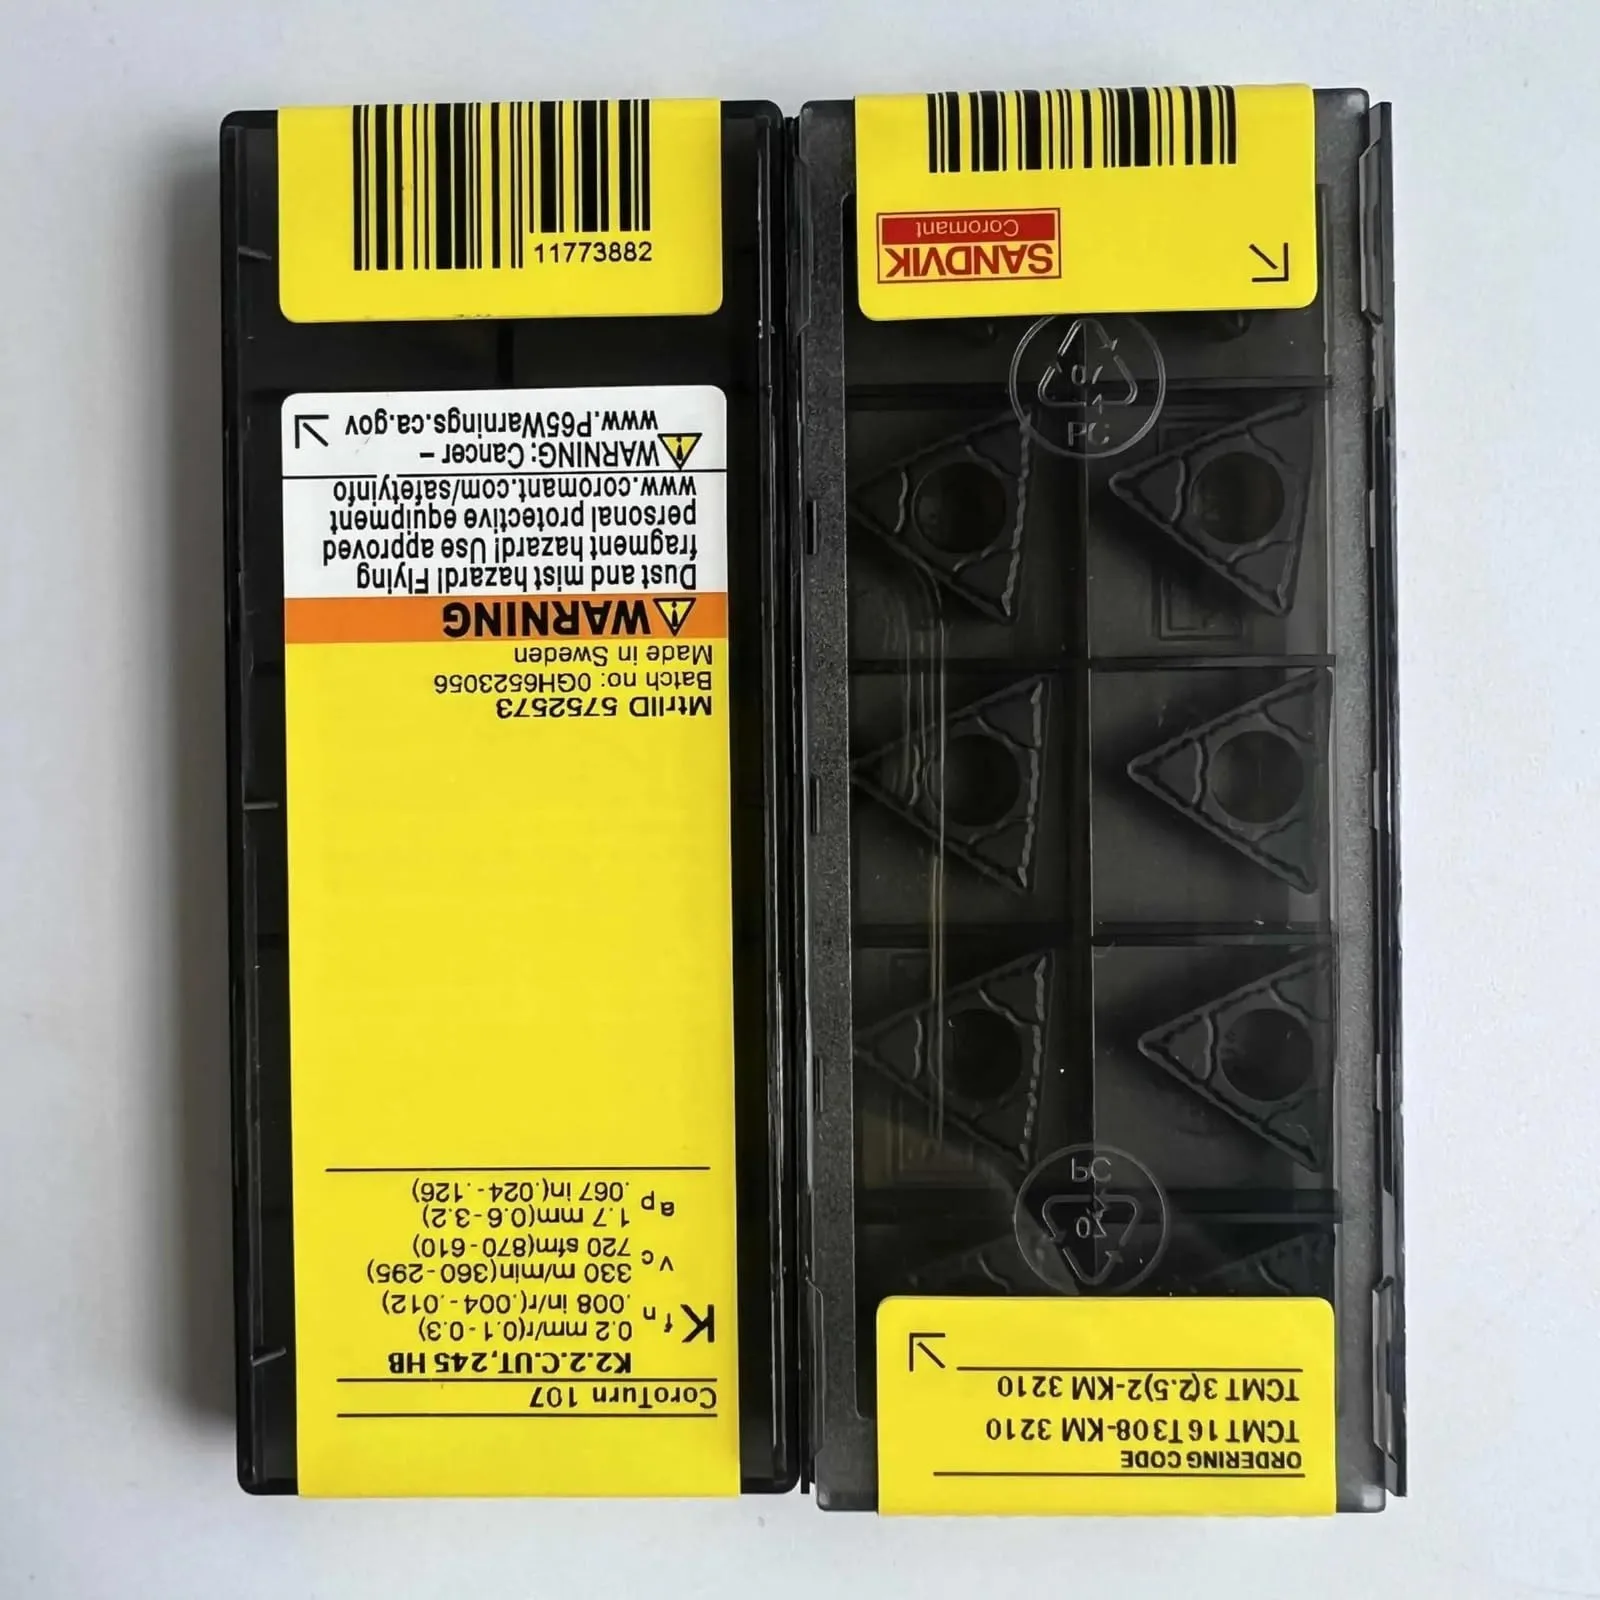 11773882
CoroTurn 107
K2.2.C.UT,245 HB
K
fn 0.2 mm/r(0.1-0.3)
.008 in/r(.004-.012)
vc 330 m/min(360-295)
720 sfm(870-610)
ap 1.7 mm(0.6-3.2)
.067 in(.024-.126)
MtrlID 5752573
Batch no: 0GH6523056
Made in Sweden
WARNING
Dust and mist hazard! Flying
fragment hazard! Use approved
personal protective equipment
www.coromant.com/safetyinfo
WARNING: Cancer –
www.P65Warnings.ca.gov
ORDERING CODE
TCMT 16 T3 08-KM 3210
TCMT 3(2.5)2-KM 3210
07
PC
07
PC
SANDVIK
Coromant